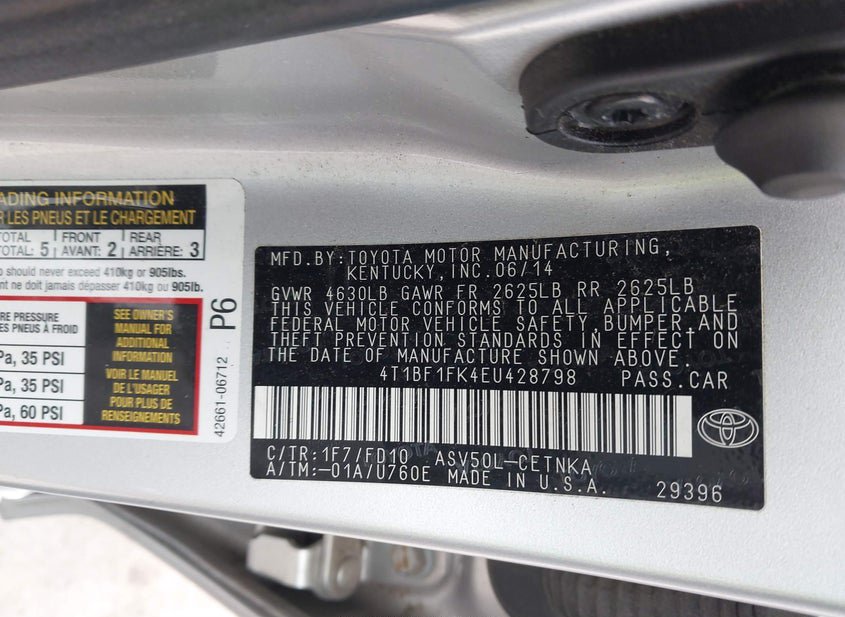 ADING INFORMATION
LES PNEUS ET LE CHARGEMENT
TOTAL 5 FRONT 2 REAR 3
TOTAL: AVANT: ARRIÈRE:
should never exceed 410kg or 905lbs.
ne doit jamais dépasser 410kg ou 905lb.
RE PRESSURE
ES PNEUS À FROID
Pa, 35 PSI
Pa, 35 PSI
Pa, 60 PSI
SEE OWNER'S
MANUAL FOR
ADDITIONAL
INFORMATION
VOIR LE MANUEL
DE L'USAGER
POUR PLUS DE
RENSEIGNEMENTS
42661-06712 P6
MFD.BY:TOYOTA MOTOR MANUFACTURING,
KENTUCKY,INC.06/14
GVWR 4630LB GAWR FR 2625LB RR 2625LB
THIS VEHICLE CONFORMS TO ALL APPLICABLE
FEDERAL MOTOR VEHICLE SAFETY,BUMPER,AND
THEFT PREVENTION STANDARDS IN EFFECT ON
THE DATE OF MANUFACTURE SHOWN ABOVE.
4T1BF1FK4EU428798 PASS.CAR
C/TR:1F7/FD10 ASV50L-CETNKA
A/TM:-01A/U760E MADE IN U.S.A. 29396